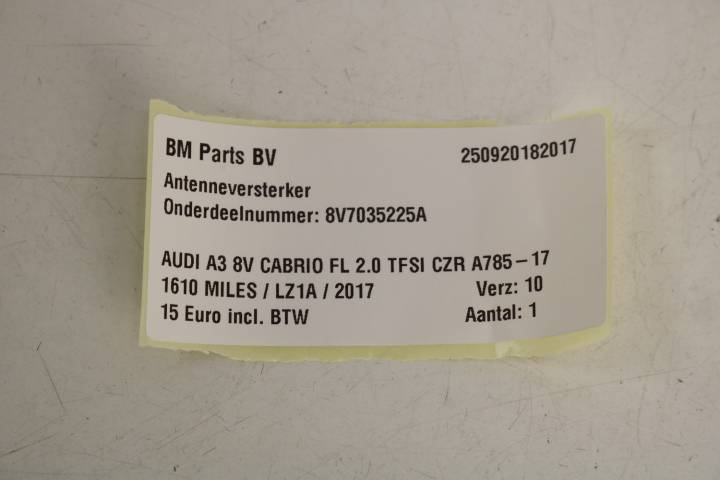 BM Parts BV 250920182017
Antenneversterker
Onderdeelnummer: 8V7035225A
AUDI A3 8V CABRIO FL 2.0 TFSI CZR A785-17
1610 MILES / LZ1A / 2017 Verz: 10
15 Euro incl. BTW Aantal: 1